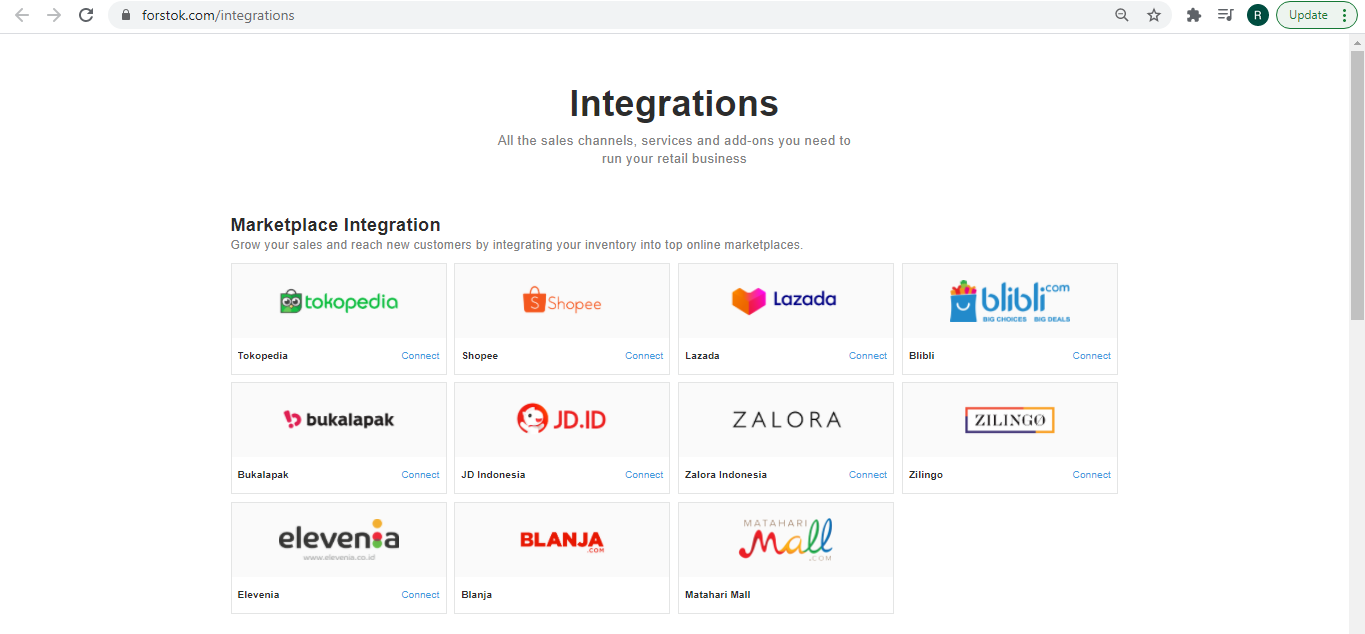 forstok.com/integrations
R
Update
Integrations
All the sales channels, services and add-ons you need to
run your retail business
Marketplace Integration
Grow your sales and reach new customers by integrating your inventory into top online marketplaces.
tokopedia
S Shopee
Lazada
blibli.com
BIG CHOICES BIG DEALS
Tokopedia Connect
Shopee Connect
Lazada Connect
Blibli Connect
bukalapak
JD.ID
ZALORA
ZILINGO
Bukalapak Connect
JD Indonesia Connect
Zalora Indonesia Connect
Zilingo Connect
elevenia
www.elevenia.co.id
BLANJA
.COM
MATAHARI
Mall
.COM
Elevenia Connect
Blanja
Matahari Mall